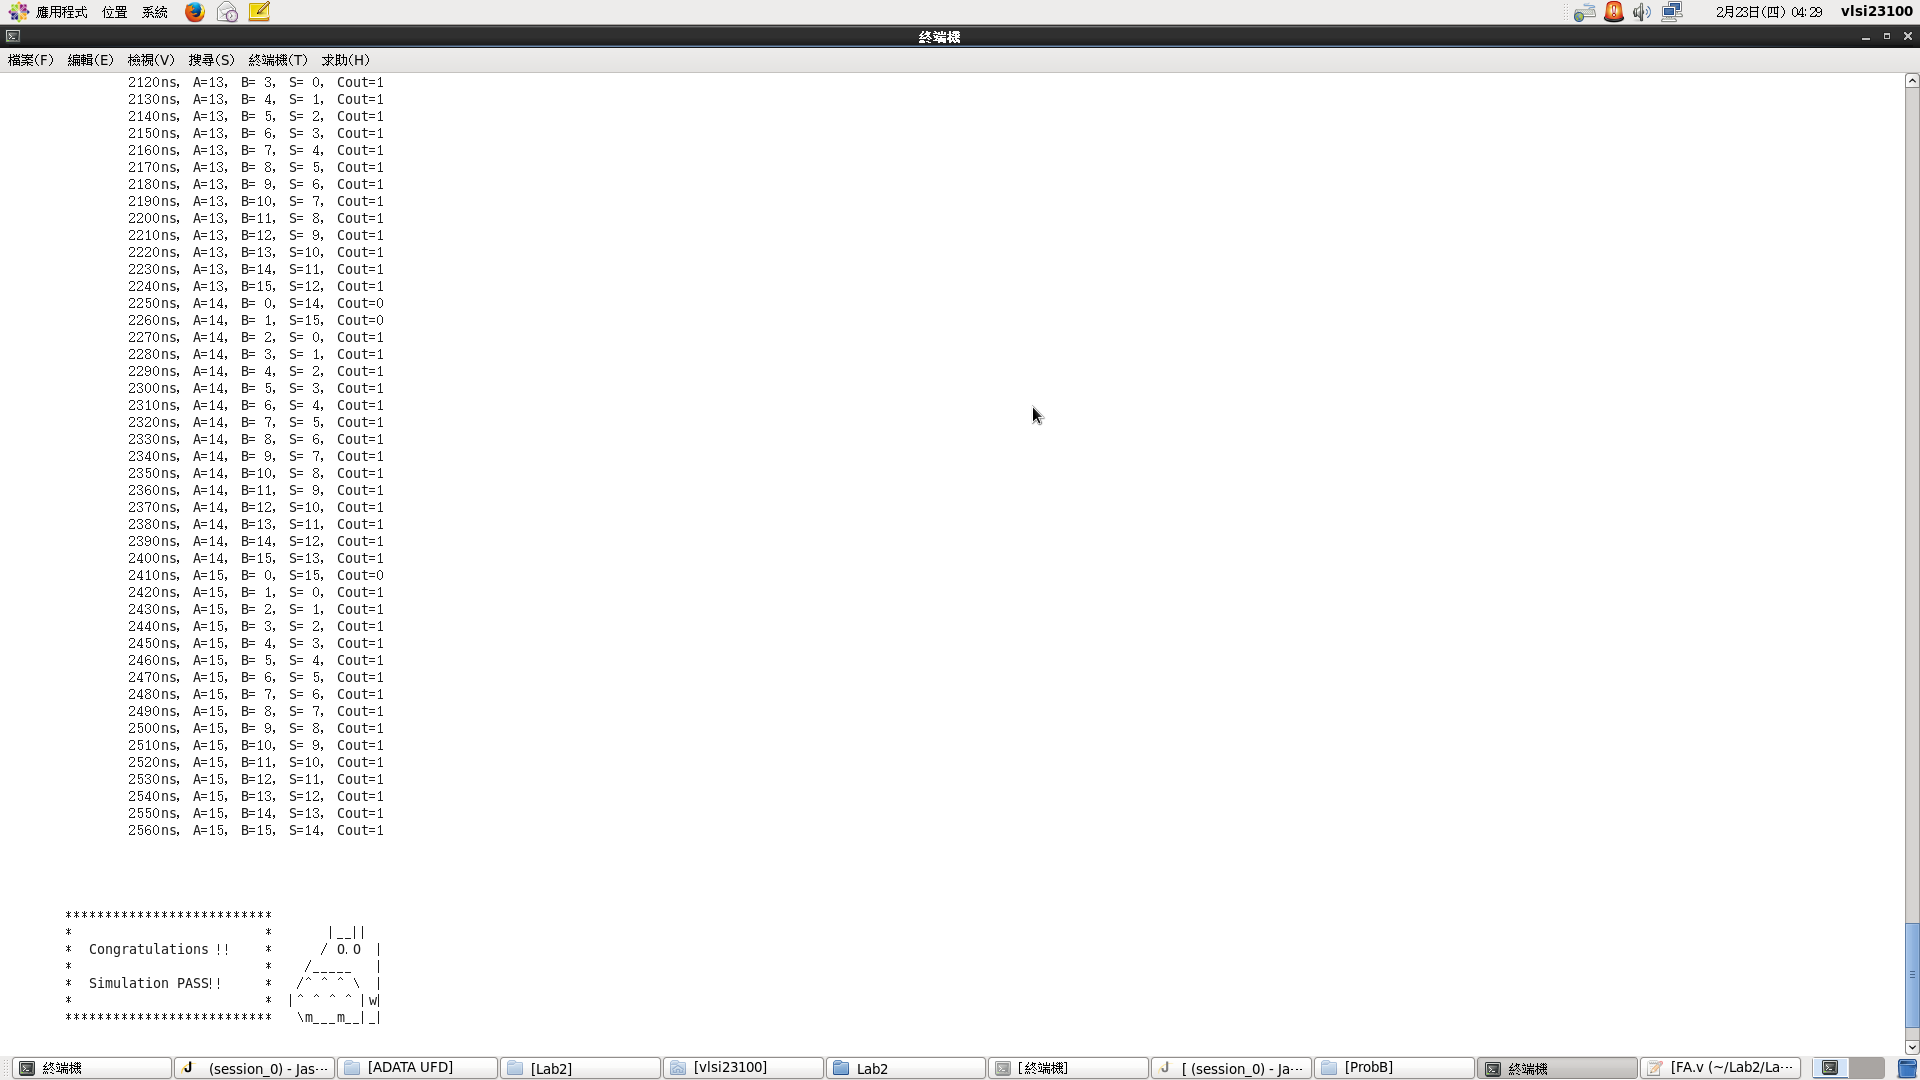 應用程式 位置 系統 2月23日(四) 04:29 vlsi23100
終端機
檔案(F) 編輯(E) 檢視(V) 搜尋(S) 終端機(T) 求助(H)
2120ns, A=13, B= 3, S= 0, Cout=1
2130ns, A=13, B= 4, S= 1, Cout=1
2140ns, A=13, B= 5, S= 2, Cout=1
2150ns, A=13, B= 6, S= 3, Cout=1
2160ns, A=13, B= 7, S= 4, Cout=1
2170ns, A=13, B= 8, S= 5, Cout=1
2180ns, A=13, B= 9, S= 6, Cout=1
2190ns, A=13, B=10, S= 7, Cout=1
2200ns, A=13, B=11, S= 8, Cout=1
2210ns, A=13, B=12, S= 9, Cout=1
2220ns, A=13, B=13, S=10, Cout=1
2230ns, A=13, B=14, S=11, Cout=1
2240ns, A=13, B=15, S=12, Cout=1
2250ns, A=14, B= 0, S=14, Cout=0
2260ns, A=14, B= 1, S=15, Cout=0
2270ns, A=14, B= 2, S= 0, Cout=1
2280ns, A=14, B= 3, S= 1, Cout=1
2290ns, A=14, B= 4, S= 2, Cout=1
2300ns, A=14, B= 5, S= 3, Cout=1
2310ns, A=14, B= 6, S= 4, Cout=1
2320ns, A=14, B= 7, S= 5, Cout=1
2330ns, A=14, B= 8, S= 6, Cout=1
2340ns, A=14, B= 9, S= 7, Cout=1
2350ns, A=14, B=10, S= 8, Cout=1
2360ns, A=14, B=11, S= 9, Cout=1
2370ns, A=14, B=12, S=10, Cout=1
2380ns, A=14, B=13, S=11, Cout=1
2390ns, A=14, B=14, S=12, Cout=1
2400ns, A=14, B=15, S=13, Cout=1
2410ns, A=15, B= 0, S=15, Cout=0
2420ns, A=15, B= 1, S= 0, Cout=1
2430ns, A=15, B= 2, S= 1, Cout=1
2440ns, A=15, B= 3, S= 2, Cout=1
2450ns, A=15, B= 4, S= 3, Cout=1
2460ns, A=15, B= 5, S= 4, Cout=1
2470ns, A=15, B= 6, S= 5, Cout=1
2480ns, A=15, B= 7, S= 6, Cout=1
2490ns, A=15, B= 8, S= 7, Cout=1
2500ns, A=15, B= 9, S= 8, Cout=1
2510ns, A=15, B=10, S= 9, Cout=1
2520ns, A=15, B=11, S=10, Cout=1
2530ns, A=15, B=12, S=11, Cout=1
2540ns, A=15, B=13, S=12, Cout=1
2550ns, A=15, B=14, S=13, Cout=1
2560ns, A=15, B=15, S=14, Cout=1
**************************
*                        *       |__||
*  Congratulations !!    *      / O.O  |
*                        *    /_____   |
*  Simulation PASS!!     *   /^ ^ ^ \  |
*                        *  |^ ^ ^ ^ |w|
**************************   \m___m__|_|
終端機 (session_0) - Jas··· [ADATA UFD] [Lab2] [vlsi23100] Lab2 [終端機] [ (session_0) - Ja··· [ProbB] 終端機 [FA.v (~/Lab2/La···